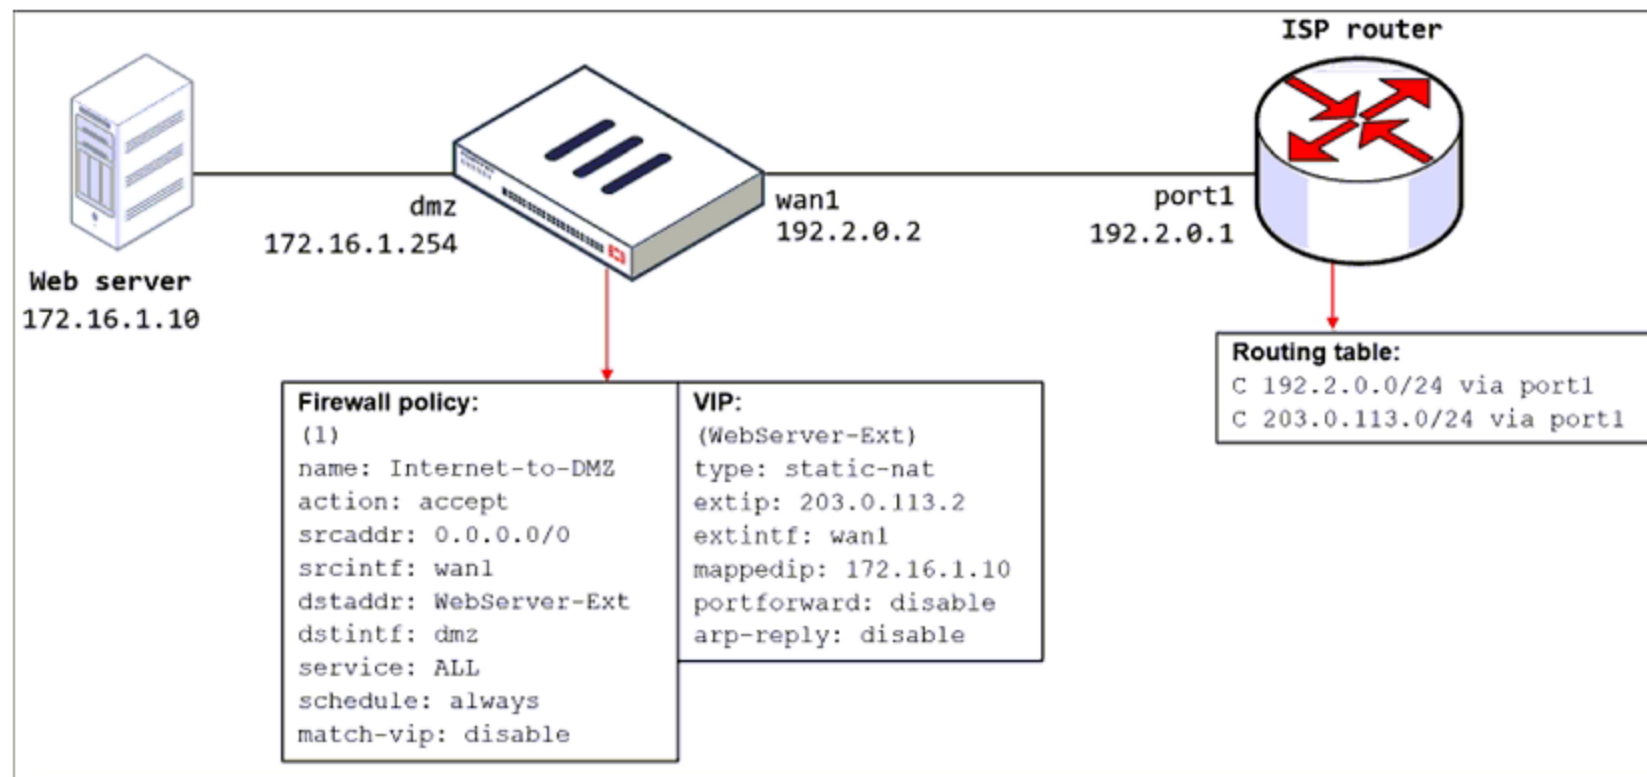 ISP router
dmz
172.16.1.254
wan1
192.2.0.2
port1
192.2.0.1
Web server
172.16.1.10
Routing table:
C 192.2.0.0/24 via port1
C 203.0.113.0/24 via port1
Firewall policy:
(1)
name: Internet-to-DMZ
action: accept
srcaddr: 0.0.0.0/0
srcintf: wan1
dstaddr: WebServer-Ext
dstintf: dmz
service: ALL
schedule: always
match-vip: disable
VIP:
(WebServer-Ext)
type: static-nat
extip: 203.0.113.2
extintf: wan1
mappedip: 172.16.1.10
portforward: disable
arp-reply: disable